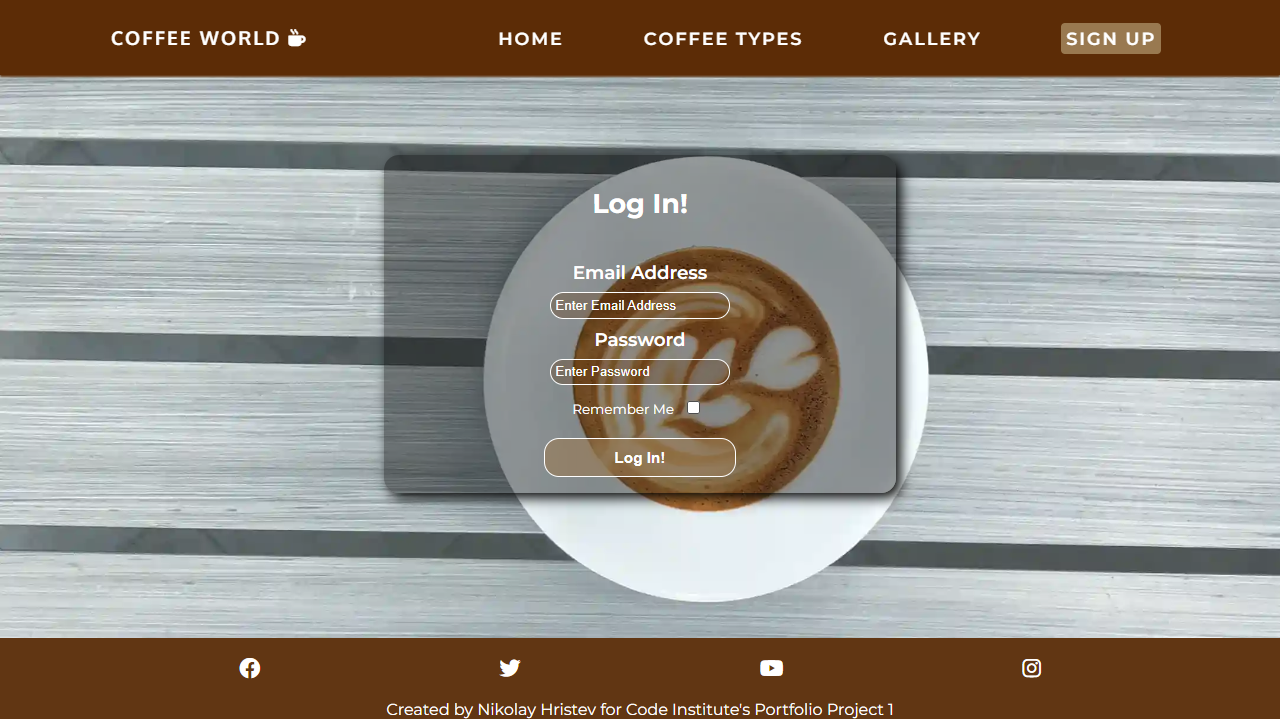 COFFEE WORLD
HOME
COFFEE TYPES
GALLERY
SIGN UP
Log In!
Email Address
Enter Email Address
Password
Enter Password
Remember Me
Log In!
Created by Nikolay Hristev for Code Institute's Portfolio Project 1